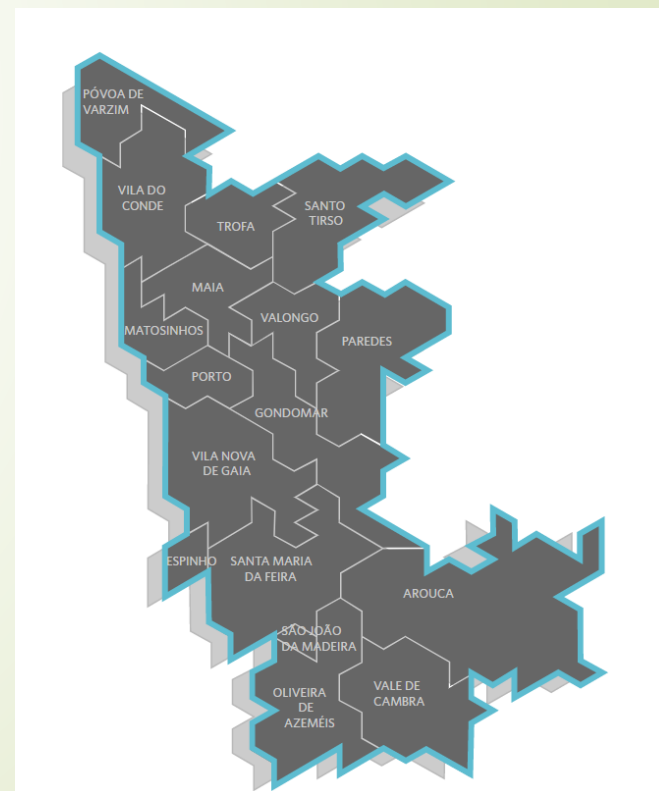 PÓVOA DE
VARZIM
VILA DO
CONDE
SANTO
TIRSO
TROFA
MAIA
VALONGO
MATOSINHOS
PAREDES
PORTO
GONDOMAR
VILA NOVA
DE GAIA
ESPINHO
SANTA MARIA
DA FEIRA
AROUCA
SÃO JOÃO
DA MADEIRA
OLIVEIRA
DE
AZEMÉIS
VALE DE
CAMBRA